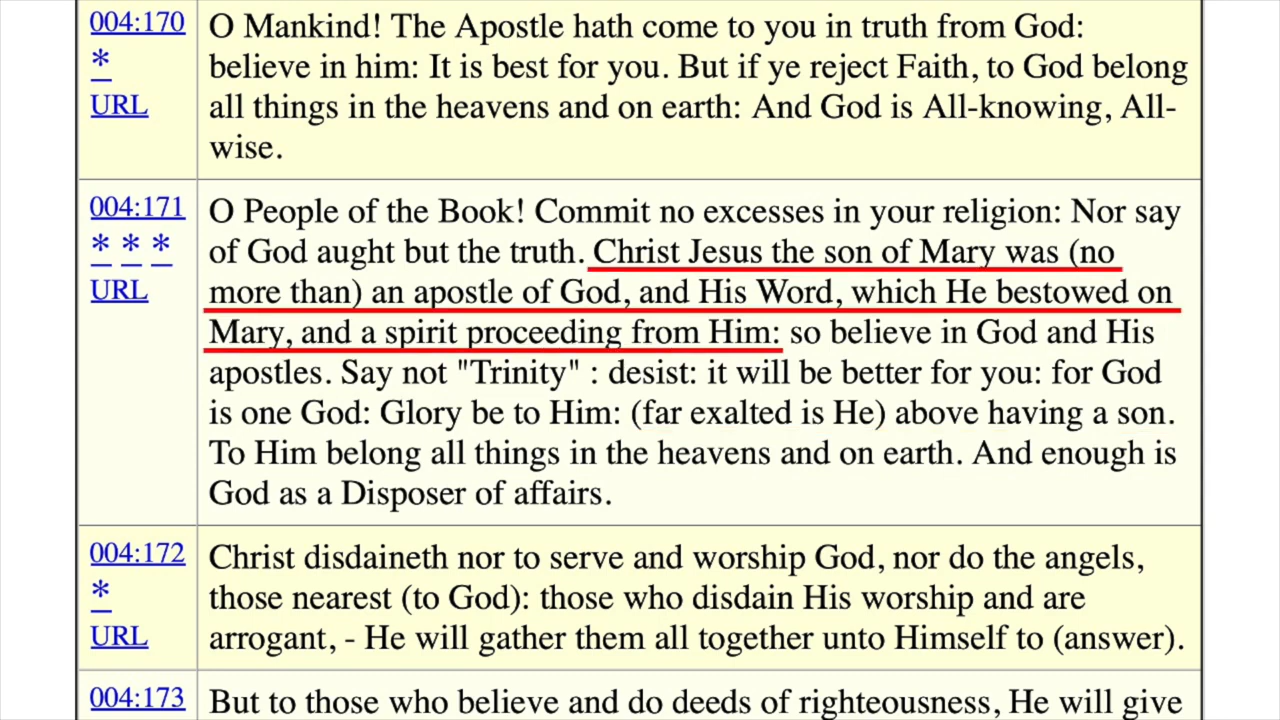 004:170
*
URL
O Mankind! The Apostle hath come to you in truth from God:
believe in him: It is best for you. But if ye reject Faith, to God belong
all things in the heavens and on earth: And God is All-knowing, All-
wise.
004:171
* * *
URL
O People of the Book! Commit no excesses in your religion: Nor say
of God aught but the truth. Christ Jesus the son of Mary was (no
more than) an apostle of God, and His Word, which He bestowed on
Mary, and a spirit proceeding from Him: so believe in God and His
apostles. Say not "Trinity" : desist: it will be better for you: for God
is one God: Glory be to Him: (far exalted is He) above having a son.
To Him belong all things in the heavens and on earth. And enough is
God as a Disposer of affairs.
004:172
*
URL
Christ disdaineth nor to serve and worship God, nor do the angels,
those nearest (to God): those who disdain His worship and are
arrogant, - He will gather them all together unto Himself to (answer).
004:173
But to those who believe and do deeds of righteousness, He will give